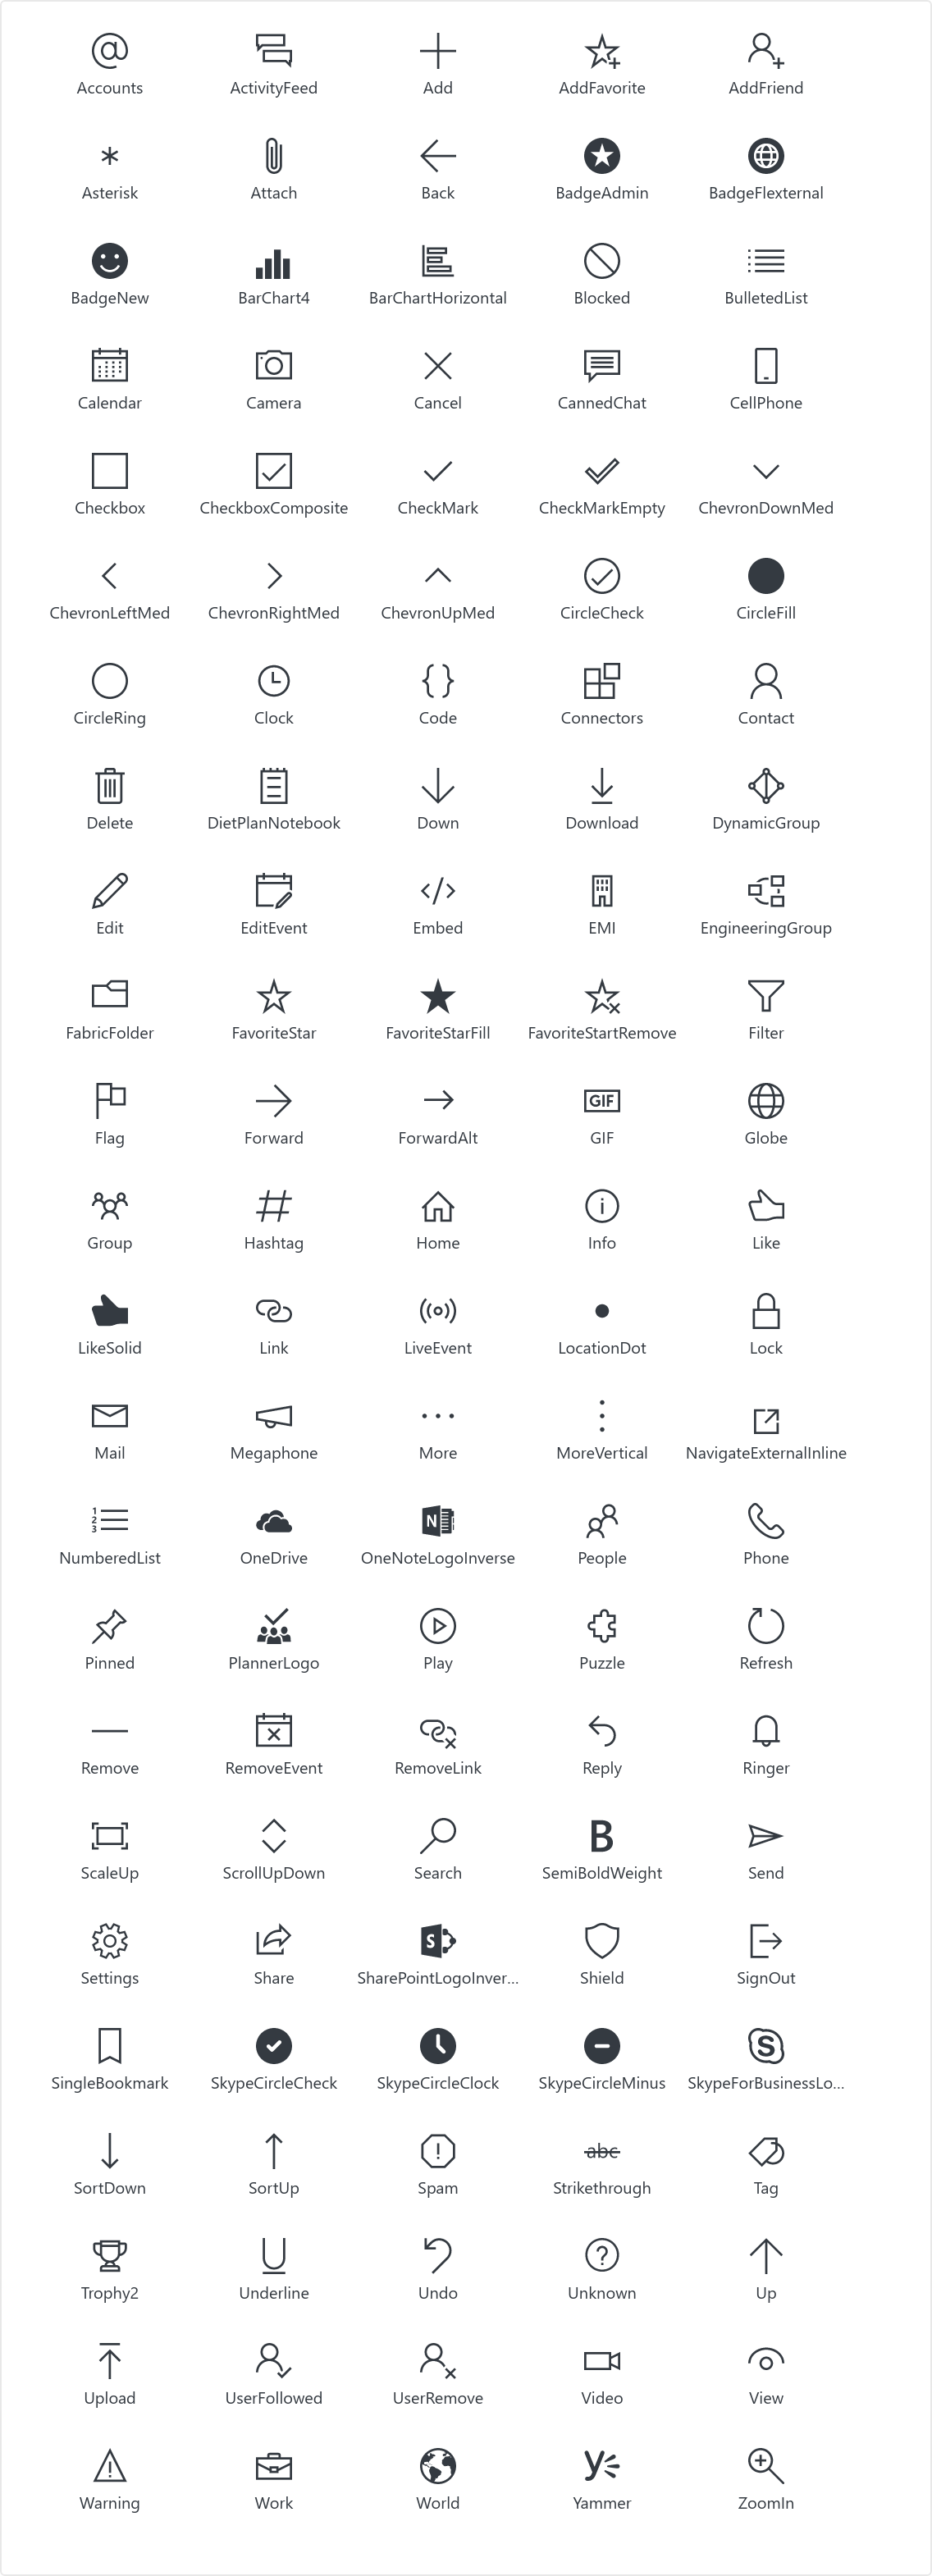 Accounts ActivityFeed Add AddFavorite AddFriend
Asterisk Attach Back BadgeAdmin BadgeFlexternal
BadgeNew BarChart4 BarChartHorizontal Blocked BulletedList
Calendar Camera Cancel CannedChat CellPhone
Checkbox CheckboxComposite CheckMark CheckMarkEmpty ChevronDownMed
ChevronLeftMed ChevronRightMed ChevronUpMed CircleCheck CircleFill
CircleRing Clock Code Connectors Contact
Delete DietPlanNotebook Down Download DynamicGroup
Edit EditEvent Embed EMI EngineeringGroup
FabricFolder FavoriteStar FavoriteStarFill FavoriteStartRemove Filter
GIF
Flag Forward ForwardAlt GIF Globe
Group Hashtag Home Info Like
LikeSolid Link LiveEvent LocationDot Lock
Mail Megaphone More MoreVertical NavigateExternalInline
1
2
3
N
NumberedList OneDrive OneNoteLogoInverse People Phone
Pinned PlannerLogo Play Puzzle Refresh
Remove RemoveEvent RemoveLink Reply Ringer
B
ScaleUp ScrollUpDown Search SemiBoldWeight Send
S
Settings Share SharePointLogoInver... Shield SignOut
S
SingleBookmark SkypeCircleCheck SkypeCircleClock SkypeCircleMinus SkypeForBusinessLo...
abc
SortDown SortUp Spam Strikethrough Tag
U
Trophy2 Underline Undo Unknown Up
Upload UserFollowed UserRemove Video View
Warning Work World Yammer ZoomIn